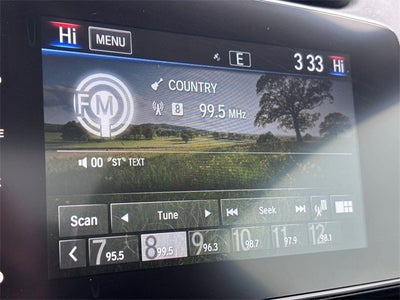 Hi MENU E 3 33 Hi
FM
COUNTRY
8 99.5 MHz
00 "ST" TEXT
Scan Tune Seek
7 95.5 8 99.5 9 96.3 10 98.7 11 97.9 12 98.1